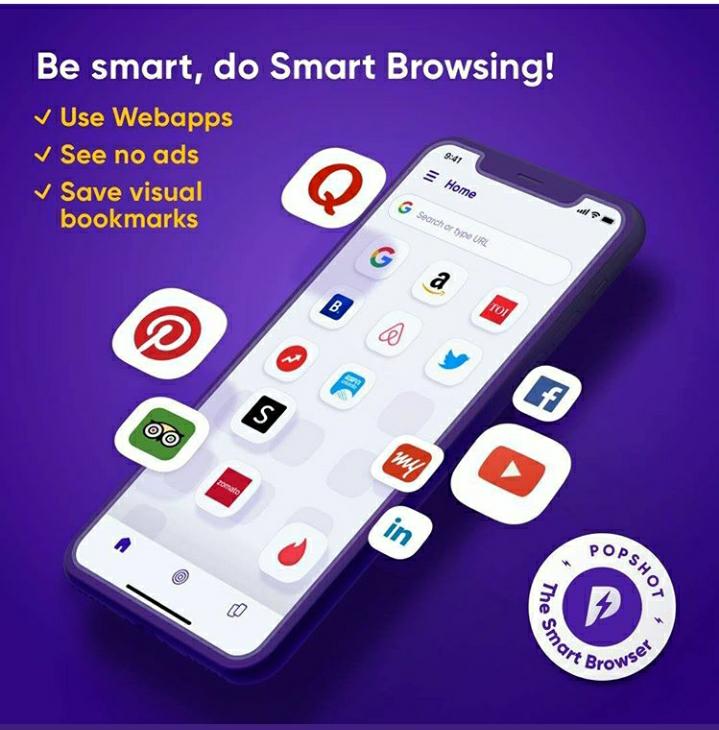 Be smart, do Smart Browsing!
Use Webapps
See no ads
Save visual
bookmarks
9:41
Home
Search or type URL
Q
G
a
TOI
B.
S
my
zomato
f
in
POPSHOT
The Smart Browser